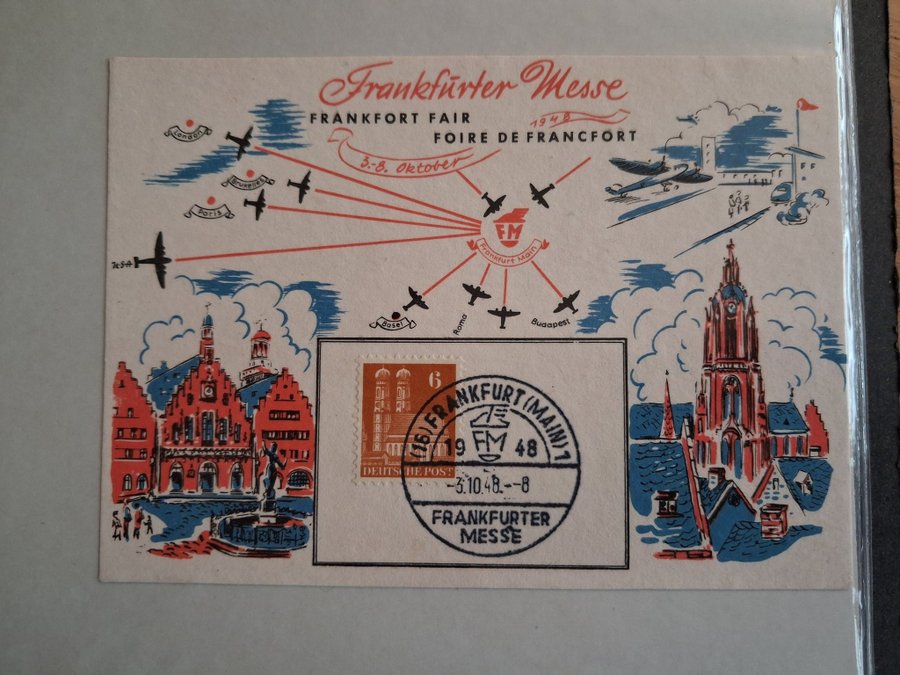 Frankfurter Messe
FRANKFORT FAIR
1948
FOIRE DE FRANCFORT
3.-8. Oktober
London
Bruxelles
Paris
USA
FM
Frankfurt Main
Basel
Roma
Budapest
6
DEUTSCHE POST
(16) FRANKFURT (MAIN) 1
FM
19 48
-3.10.48.--8
FRANKFURTER
MESSE